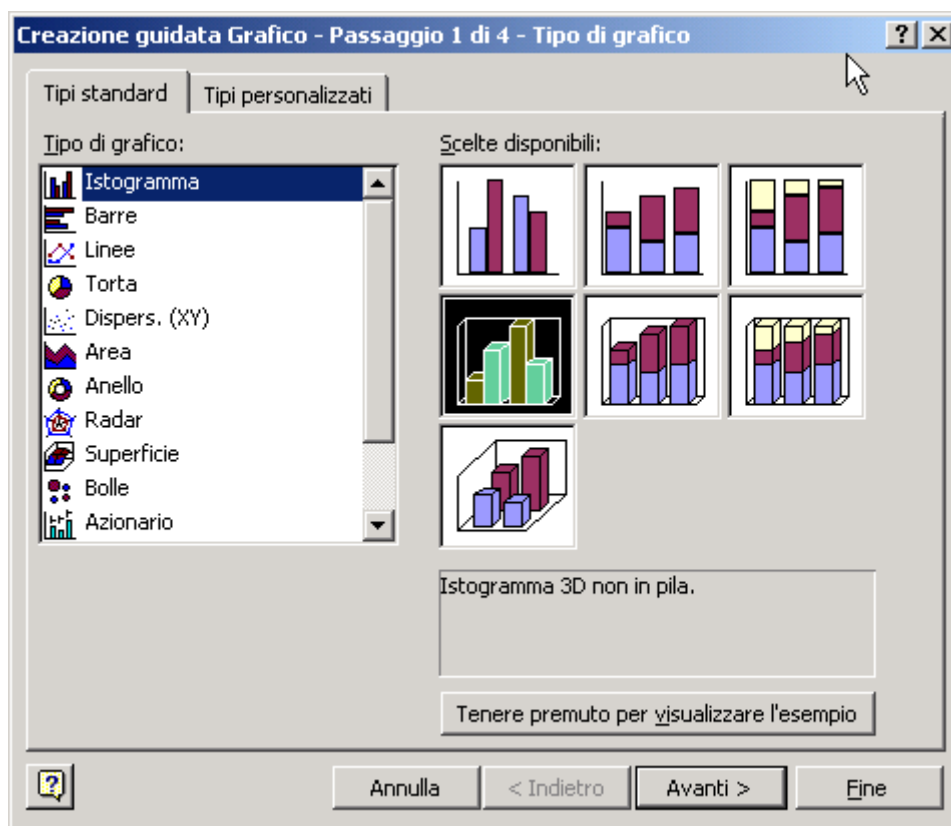 Creazione guidata Grafico - Passaggio 1 di 4 - Tipo di grafico
Tipi standard
Tipi personalizzati
Tipo di grafico:
Istogramma
Barre
Linee
Torta
Dispers. (XY)
Area
Anello
Radar
Superficie
Bolle
Azionario
Scelte disponibili:
Istogramma 3D non in pila.
Tenere premuto per visualizzare l'esempio
Annulla
< Indietro
Avanti >
Fine